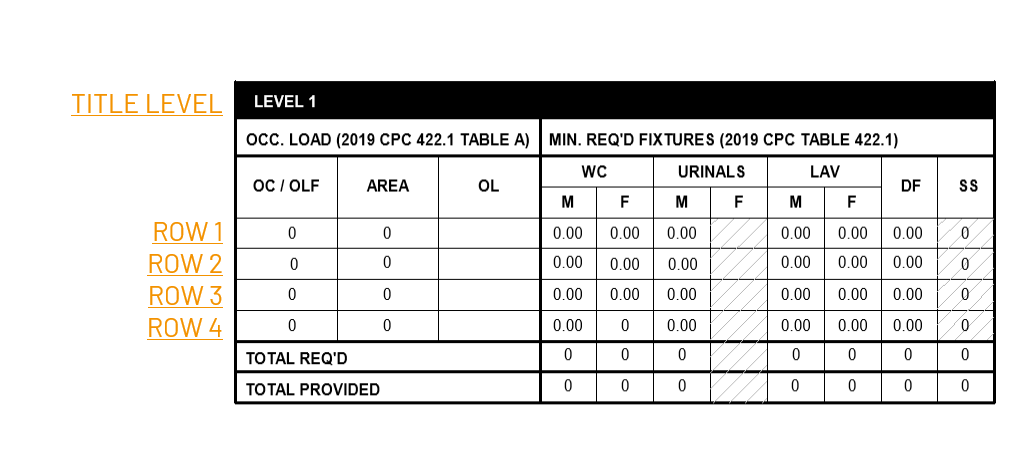 TITLE LEVEL LEVEL 1
OCC. LOAD (2019 CPC 422.1 TABLE A) MIN. REQ'D FIXTURES (2019 CPC TABLE 422.1)
OC / OLF AREA OL WC URINALS LAV DF SS
M F M F M F
ROW 1 0 0 0.00 0.00 0.00 0.00 0.00 0.00 0
ROW 2 0 0 0.00 0.00 0.00 0.00 0.00 0.00 0
ROW 3 0 0 0.00 0.00 0.00 0.00 0.00 0.00 0
ROW 4 0 0 0.00 0 0.00 0.00 0.00 0.00 0
TOTAL REQ'D 0 0 0 0 0 0 0
TOTAL PROVIDED 0 0 0 0 0 0 0